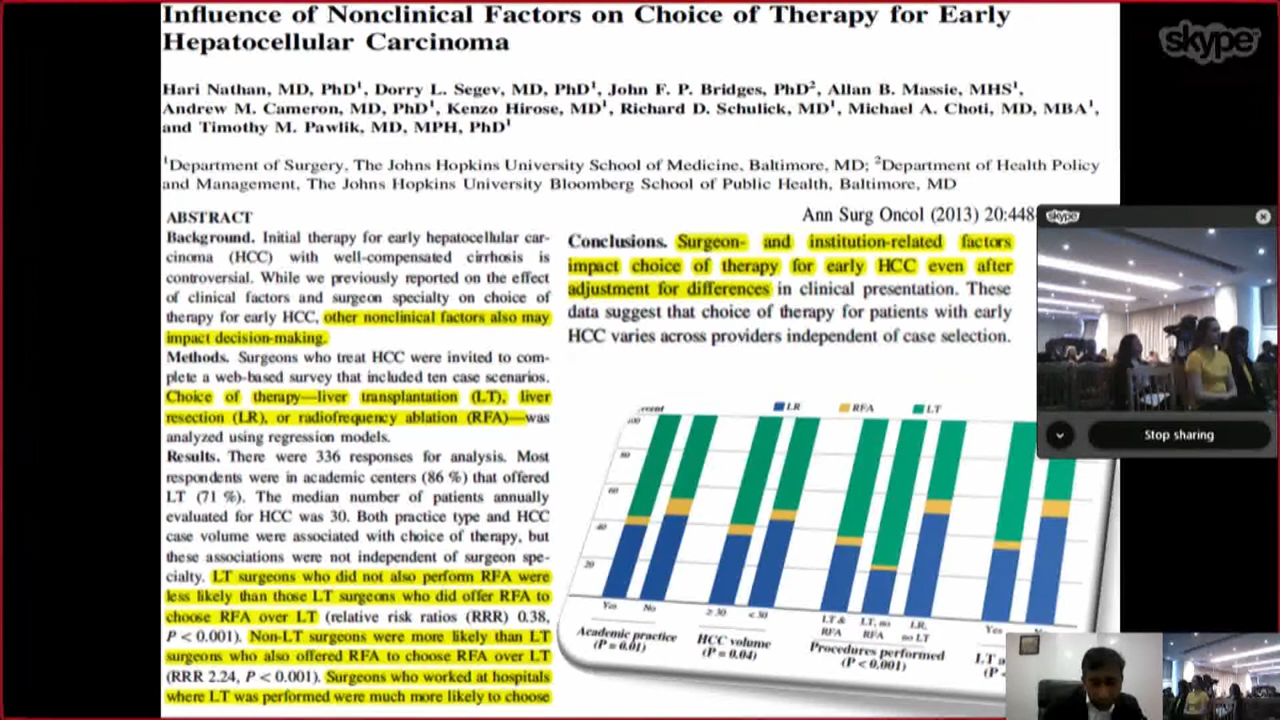 Influence of Nonclinical Factors on Choice of Therapy for Early
Hepatocellular Carcinoma
skype
Hari Nathan, MD, PhD¹, Dorry L. Segev, MD, PhD¹, John F. P. Bridges, PhD², Allan B. Massie, MHS¹,
Andrew M. Cameron, MD, PhD¹, Kenzo Hirose, MD¹, Richard D. Schulick, MD¹, Michael A. Choti, MD, MBA¹,
and Timothy M. Pawlik, MD, MPH, PhD¹
¹Department of Surgery, The Johns Hopkins University School of Medicine, Baltimore, MD; ²Department of Health Policy
and Management, The Johns Hopkins University Bloomberg School of Public Health, Baltimore, MD
Ann Surg Oncol (2013) 20:448
ABSTRACT
Background. Initial therapy for early hepatocellular car-
cinoma (HCC) with well-compensated cirrhosis is
controversial. While we previously reported on the effect
of clinical factors and surgeon specialty on choice of
therapy for early HCC, other nonclinical factors also may
impact decision-making.
Methods. Surgeons who treat HCC were invited to com-
plete a web-based survey that included ten case scenarios.
Choice of therapy—liver transplantation (LT), liver
resection (LR), or radiofrequency ablation (RFA)—was
analyzed using regression models.
Results. There were 336 responses for analysis. Most
respondents were in academic centers (86 %) that offered
LT (71 %). The median number of patients annually
evaluated for HCC was 30. Both practice type and HCC
case volume were associated with choice of therapy, but
these associations were not independent of surgeon spe-
cialty. LT surgeons who did not also perform RFA were
less likely than those LT surgeons who did offer RFA to
choose RFA over LT (relative risk ratios (RRR) 0.38,
P < 0.001). Non-LT surgeons were more likely than LT
surgeons who also offered RFA to choose RFA over LT
(RRR 2.24, P < 0.001). Surgeons who worked at hospitals
where LT was performed were much more likely to choose
Conclusions. Surgeon- and institution-related factors
impact choice of therapy for early HCC even after
adjustment for differences in clinical presentation. These
data suggest that choice of therapy for patients with early
HCC varies across providers independent of case selection.
LR RFA LT
100
80
60
40
20
Yes No ≥ 30 < 30 LT & RFA LT, no RFA LR, no LT Yes
Academic practice (P = 0.01)
HCC volume (P = 0.04)
Procedures performed (P < 0.001)
skype
Stop sharing